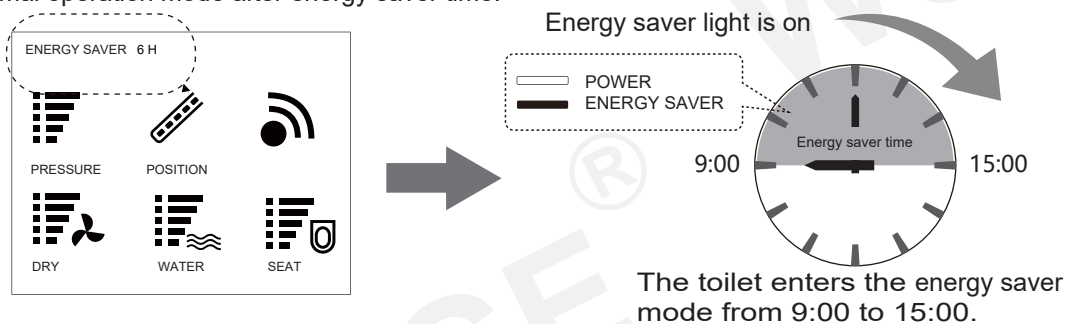 mal operation mode after energy saver time.
Energy saver light is on
ENERGY SAVER 6 H
POWER
ENERGY SAVER
Energy saver time
9:00
15:00
PRESSURE POSITION
DRY WATER SEAT
The toilet enters the energy saver
mode from 9:00 to 15:00.